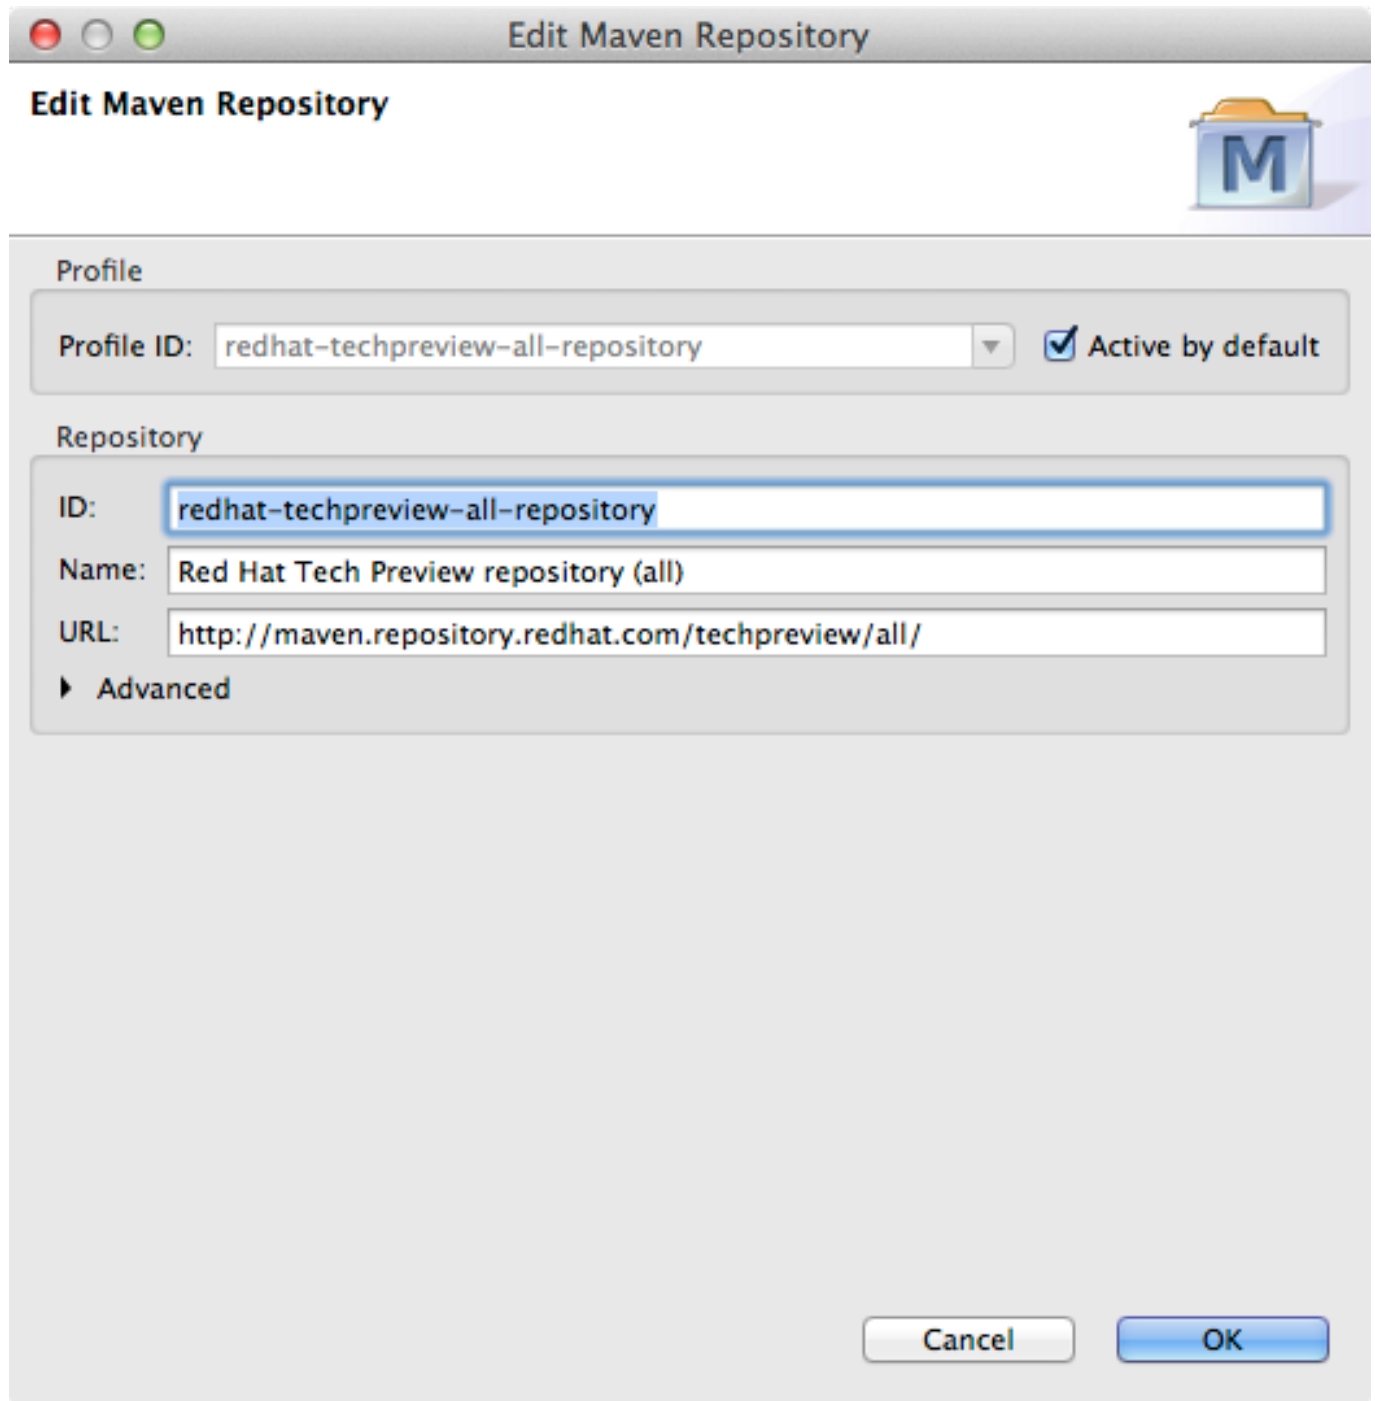 Edit Maven Repository
Edit Maven Repository
M
Profile
Profile ID: redhat-techpreview-all-repository Active by default
Repository
ID: redhat-techpreview-all-repository
Name: Red Hat Tech Preview repository (all)
URL: http://maven.repository.redhat.com/techpreview/all/
Advanced
Cancel OK